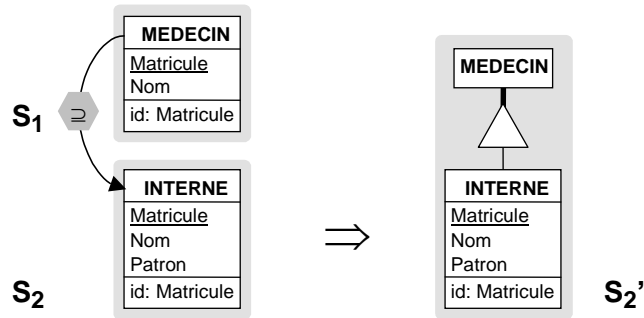 MEDECIN
Matricule
Nom
id: Matricule
S1
⊇
INTERNE
Matricule
Nom
Patron
id: Matricule
S2
⇒
MEDECIN
INTERNE
Matricule
Nom
Patron
id: Matricule
S2’